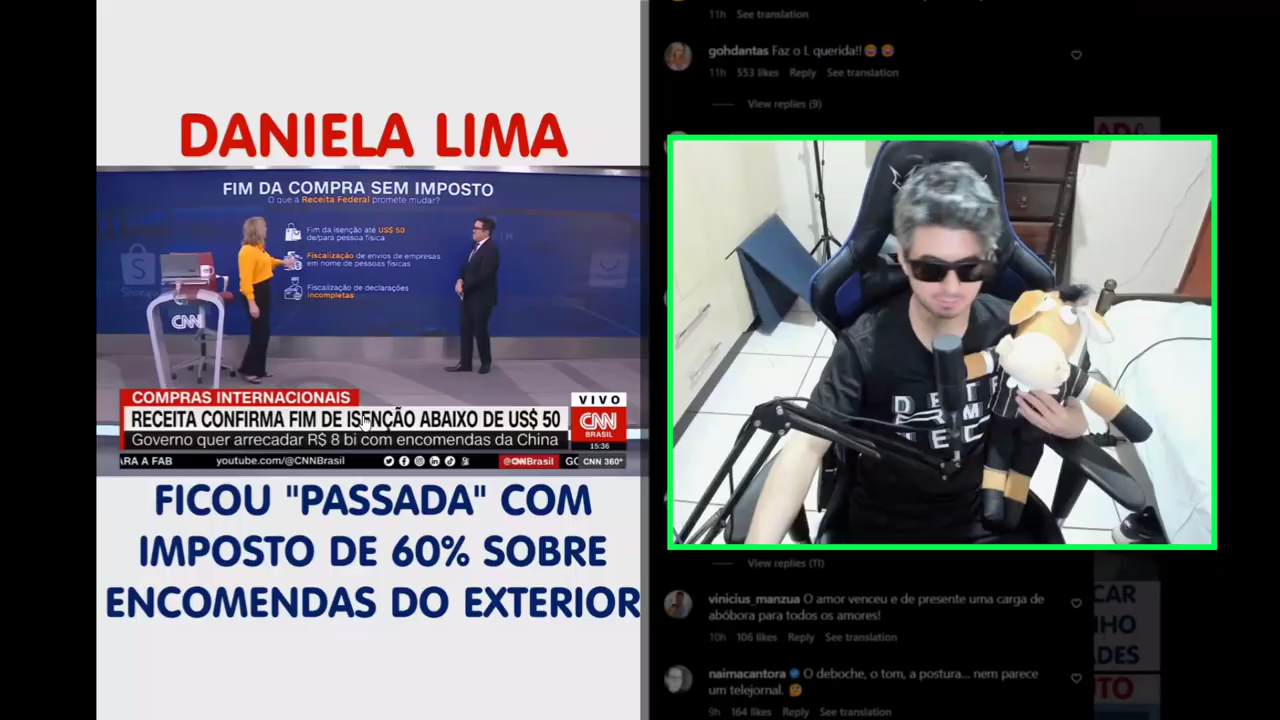 DANIELA LIMA
FIM DA COMPRA SEM IMPOSTO
O que a Receita Federal promete mudar?
Fim da isenção até US$ 50
de/para pessoa física
Fiscalização de envios de empresas
em nome de pessoas físicas
Fiscalização de declarações
incompletas
CNN
COMPRAS INTERNACIONAIS
RECEITA CONFIRMA FIM DE ISENÇÃO ABAIXO DE US$ 50
Governo quer arrecadar R$ 8 bi com encomendas da China
VIVO
CNN
BRASIL
15:36
ARA A FAB
youtube.com/@CNNBrasil
@CNNBrasil
CNN 360°
FICOU "PASSADA" COM
IMPOSTO DE 60% SOBRE
ENCOMENDAS DO EXTERIOR
11h See translation
gohdantas Faz o L querida!!
11h 553 likes Reply See translation
View replies (9)
View replies (11)
vinicius_manzua O amor venceu e de presente uma carga de
abóbora para todos os amores!
10h 106 likes Reply See translation
naimacantora O deboche, o tom, a postura... nem parece
um telejornal.
9h 164 likes Reply See translation